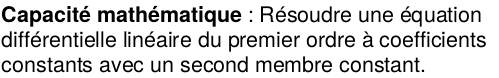 Capacité mathématique : Résoudre une équation
différentielle linéaire du premier ordre à coefficients
constants avec un second membre constant.